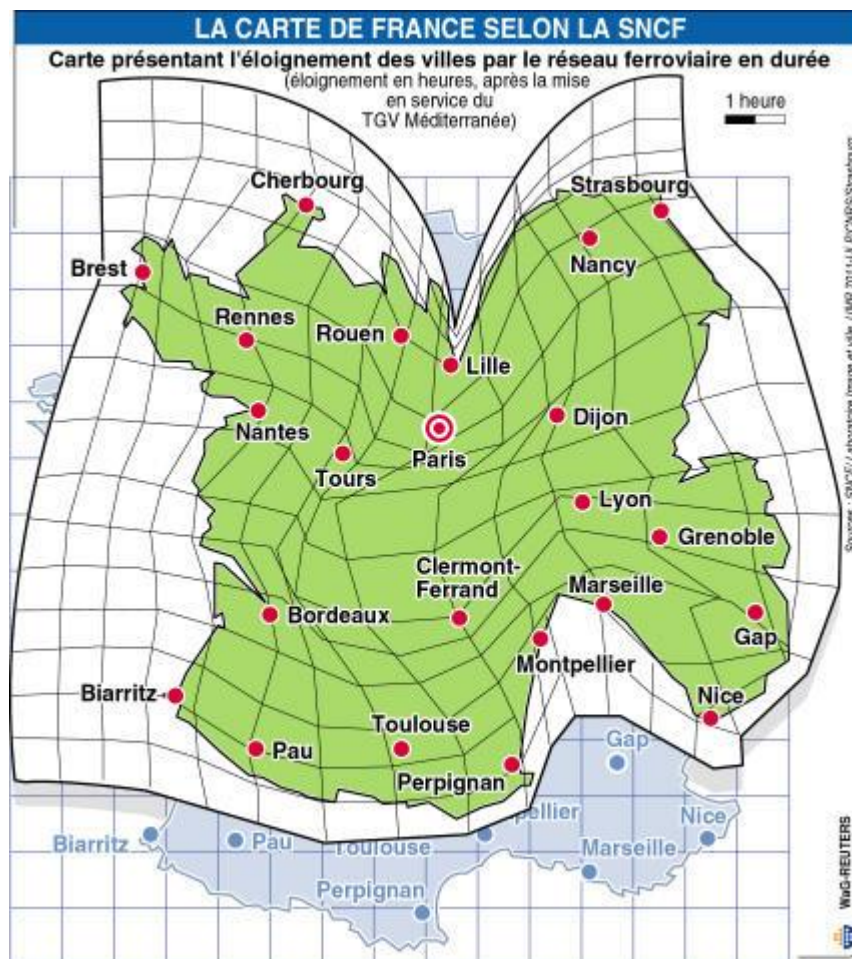 LA CARTE DE FRANCE SELON LA SNCF
Carte présentant l'éloignement des villes par le réseau ferroviaire en durée
(éloignement en heures, après la mise
en service du
TGV Méditerranée)
1 heure
Cherbourg
Strasbourg
Brest
Nancy
Rennes
Rouen
Lille
Nantes
Dijon
Tours
Paris
Lyon
Grenoble
Clermont-
Ferrand
Marseille
Bordeaux
Gap
Montpellier
Biarritz
Nice
Pau
Toulouse
Perpignan
Gap
Biarritz
Pau
Toulouse
pellier
Marseille
Nice
Perpignan
WaG-REUTERS